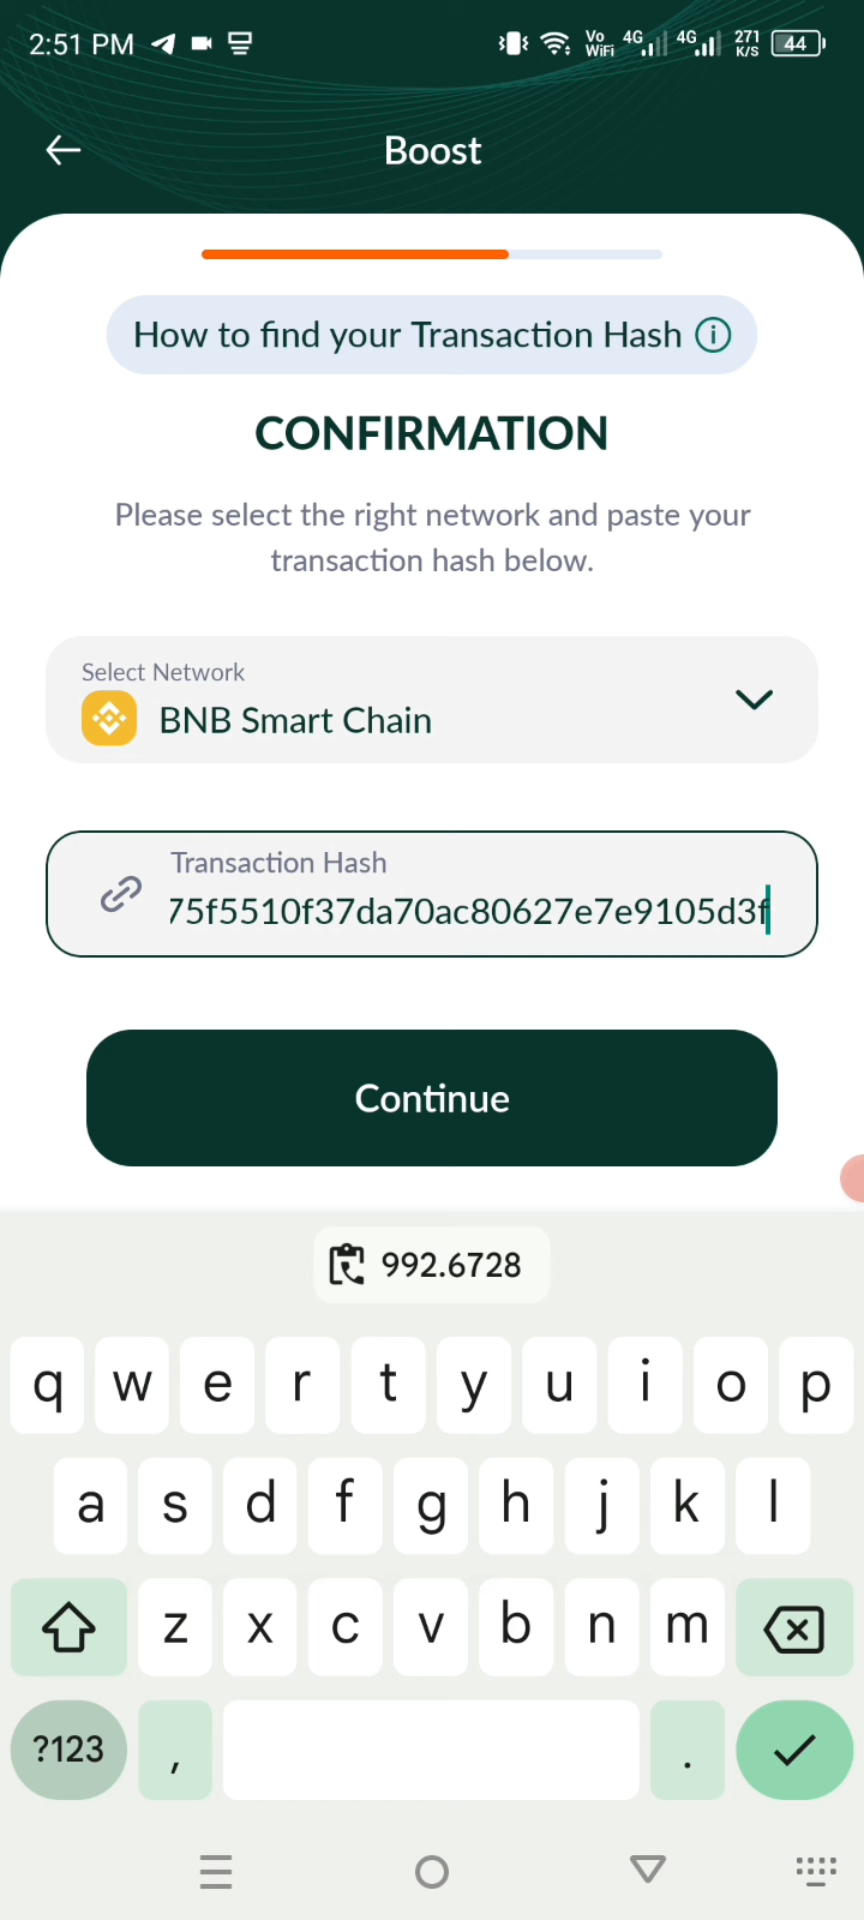 2:51 PM
Vo WiFi 4G 4G 271 K/S 44
Boost
How to find your Transaction Hash
CONFIRMATION
Please select the right network and paste your
transaction hash below.
Select Network
BNB Smart Chain
Transaction Hash
75f5510f37da70ac80627e7e9105d3f
Continue
992.6728
q w e r t y u i o p
a s d f g h j k l
z x c v b n m
?123 , .